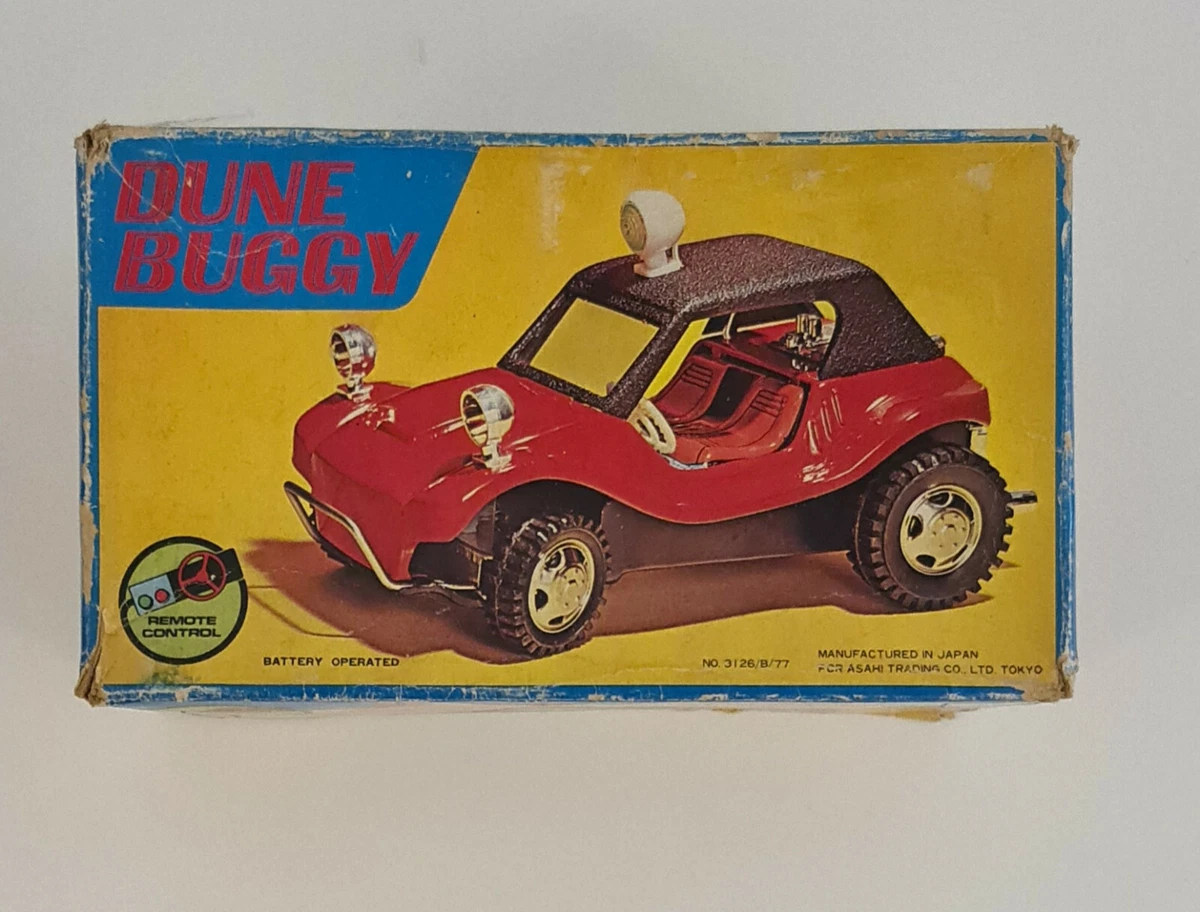 DUNE
BUGGY
REMOTE
CONTROL
BATTERY OPERATED
NO. 3126/B/77
MANUFACTURED IN JAPAN
FOR ASAHI TRADING CO., LTD. TOKYO